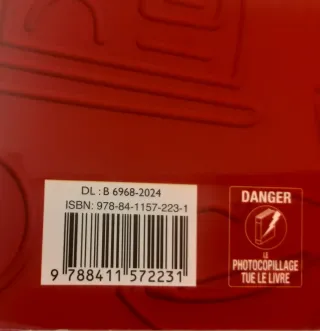 DL : B 6968-2024
ISBN: 978-84-1157-223-1
9 788411 572231
DANGER
LE
PHOTOCOPILLAGE
TUE LE LIVRE